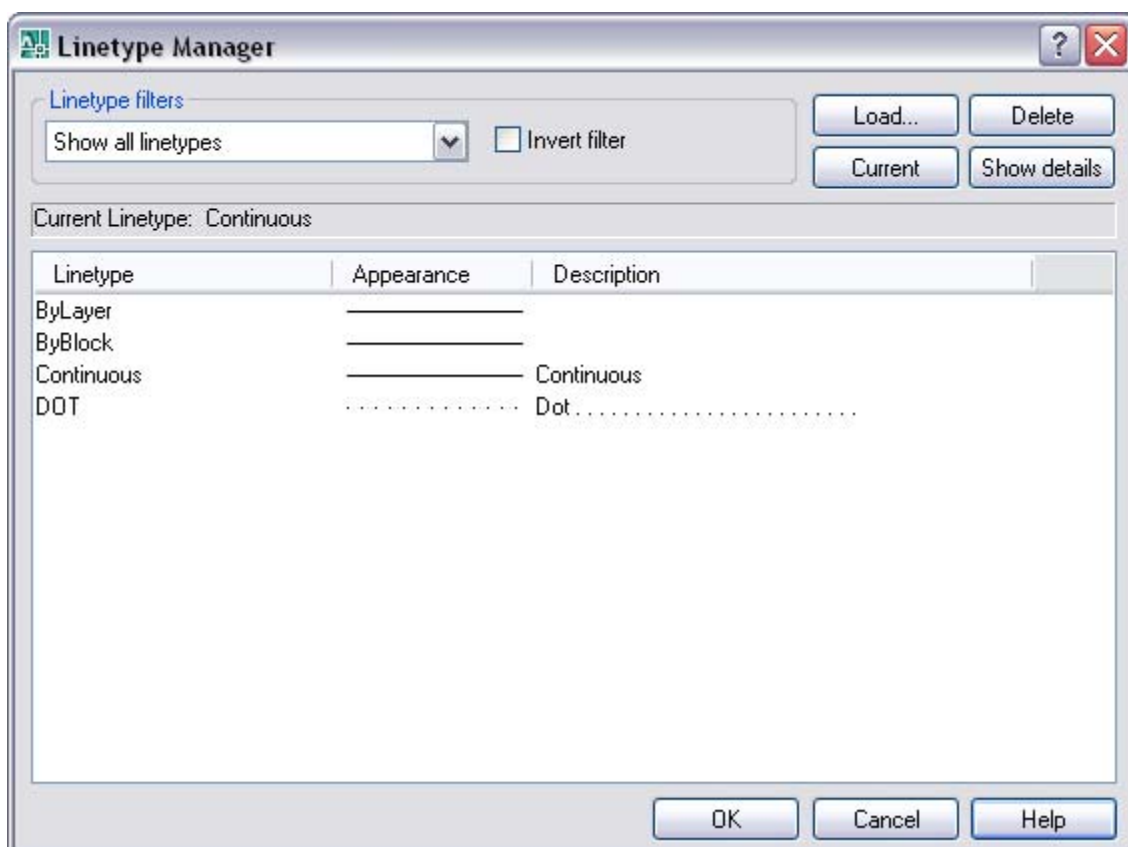 Linetype Manager
Linetype filters
Show all linetypes
Invert filter
Load...
Delete
Current
Show details
Current Linetype: Continuous
Linetype Appearance Description
ByLayer
ByBlock
Continuous Continuous
DOT Dot . . . . . . . . . . . . . . . . . . . . . . . .
OK Cancel Help